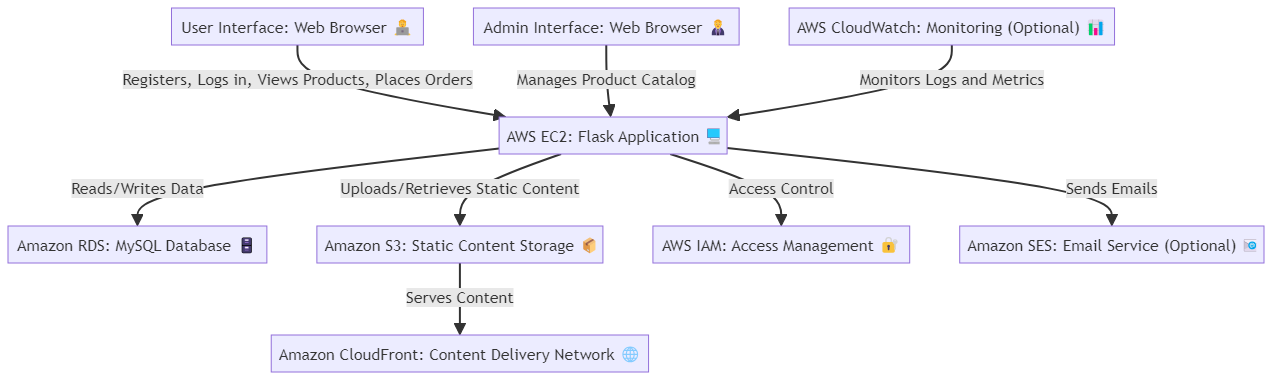 User Interface: Web Browser 👨‍💻
Admin Interface: Web Browser 👨‍💼
AWS CloudWatch: Monitoring (Optional) 📊
Registers, Logs in, Views Products, Places Orders
Manages Product Catalog
Monitors Logs and Metrics
AWS EC2: Flask Application 🖥️
Reads/Writes Data
Uploads/Retrieves Static Content
Access Control
Sends Emails
Amazon RDS: MySQL Database 🗄️
Amazon S3: Static Content Storage 📦
AWS IAM: Access Management 🔐
Amazon SES: Email Service (Optional) 📧
Serves Content
Amazon CloudFront: Content Delivery Network 🌐